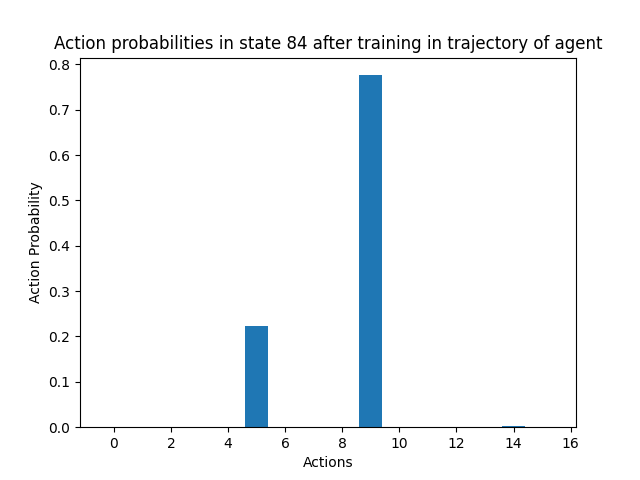 Action probabilities in state 84 after training in trajectory of agent
0.8
0.7
0.6
0.5
0.4
0.3
0.2
0.1
0.0
Action Probability
0 2 4 6 8 10 12 14 16
Actions